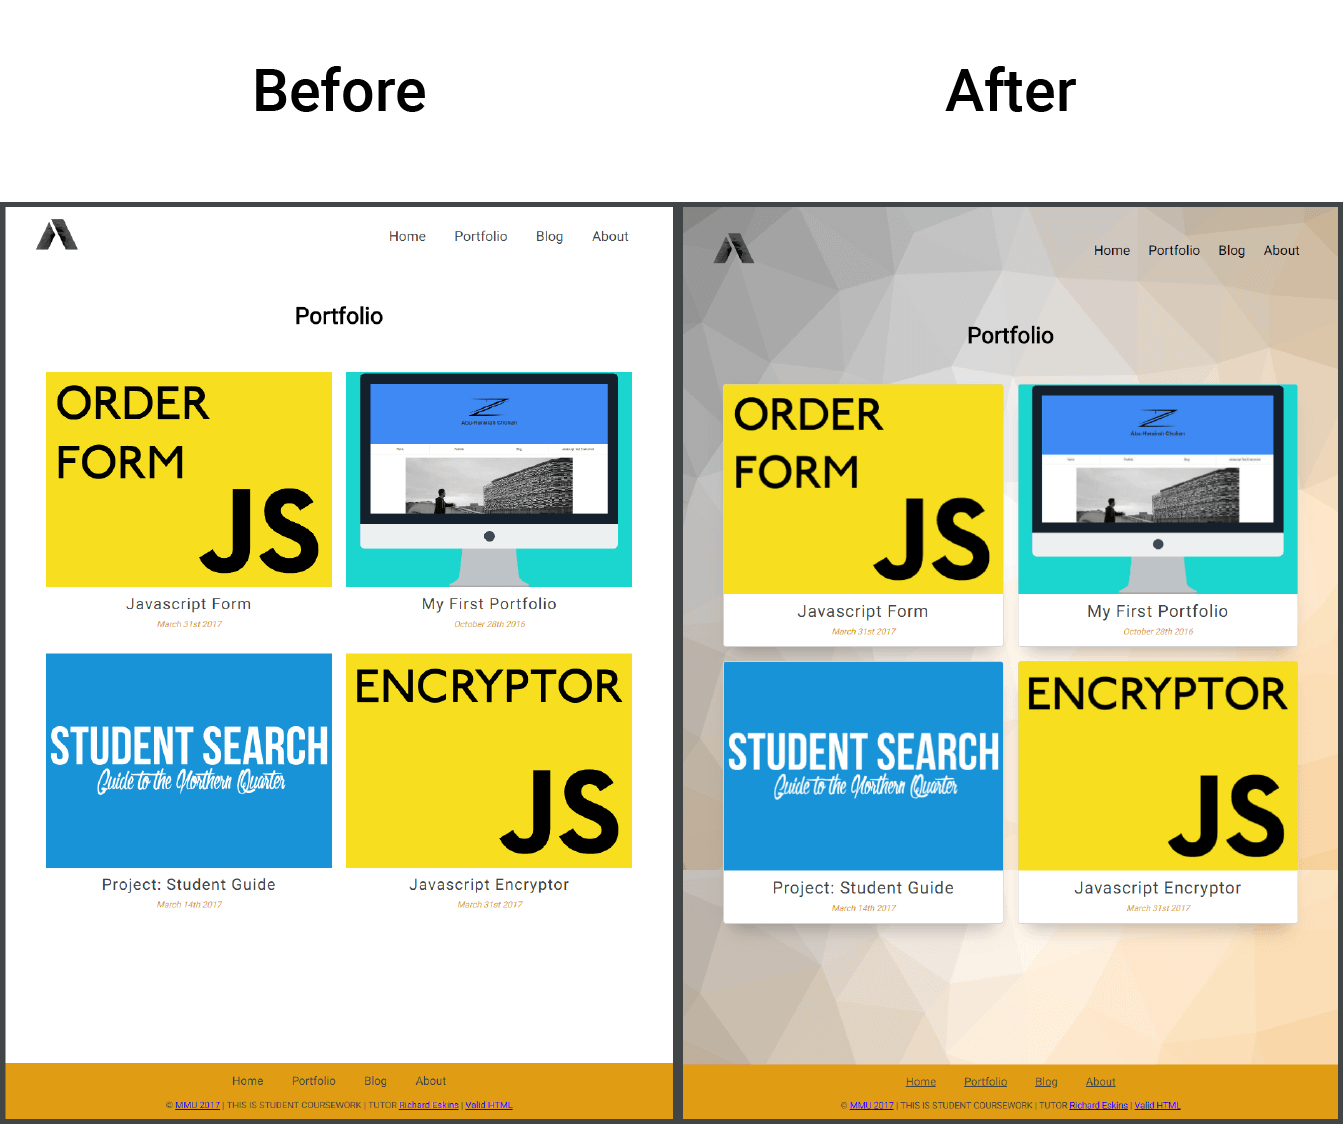 Before
After
Home Portfolio Blog About
Portfolio
ORDER
FORM
JS
Javascript Form
March 31st 2017
My First Portfolio
October 28th 2016
STUDENT SEARCH
Guide to the Northern Quarter
Project: Student Guide
March 14th 2017
ENCRYPTOR
JS
Javascript Encryptor
March 31st 2017
Home Portfolio Blog About
© MMU 2017 | THIS IS STUDENT COURSEWORK | TUTOR Richard Eskins | Valid HTML
Home Portfolio Blog About
Portfolio
ORDER
FORM
JS
Javascript Form
March 31st 2017
My First Portfolio
October 28th 2016
STUDENT SEARCH
Guide to the Northern Quarter
Project: Student Guide
March 14th 2017
ENCRYPTOR
JS
Javascript Encryptor
March 31st 2017
Home Portfolio Blog About
© MMU 2017 | THIS IS STUDENT COURSEWORK | TUTOR Richard Eskins | Valid HTML